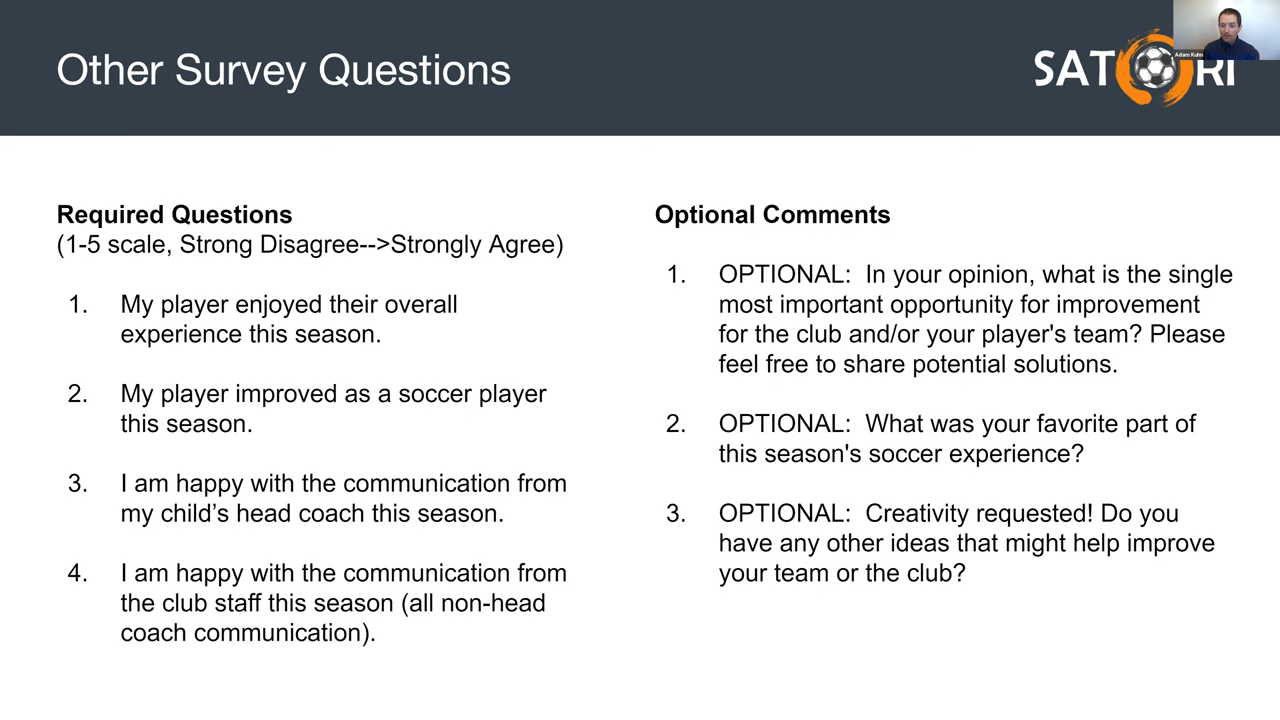 Other Survey Questions
SATORI
Adam Kuhn
Required Questions
(1-5 scale, Strong Disagree-->Strongly Agree)
1. My player enjoyed their overall
experience this season.
2. My player improved as a soccer player
this season.
3. I am happy with the communication from
my child’s head coach this season.
4. I am happy with the communication from
the club staff this season (all non-head
coach communication).
Optional Comments
1. OPTIONAL:  In your opinion, what is the single
most important opportunity for improvement
for the club and/or your player's team? Please
feel free to share potential solutions.
2. OPTIONAL:  What was your favorite part of
this season's soccer experience?
3. OPTIONAL:  Creativity requested! Do you
have any other ideas that might help improve
your team or the club?